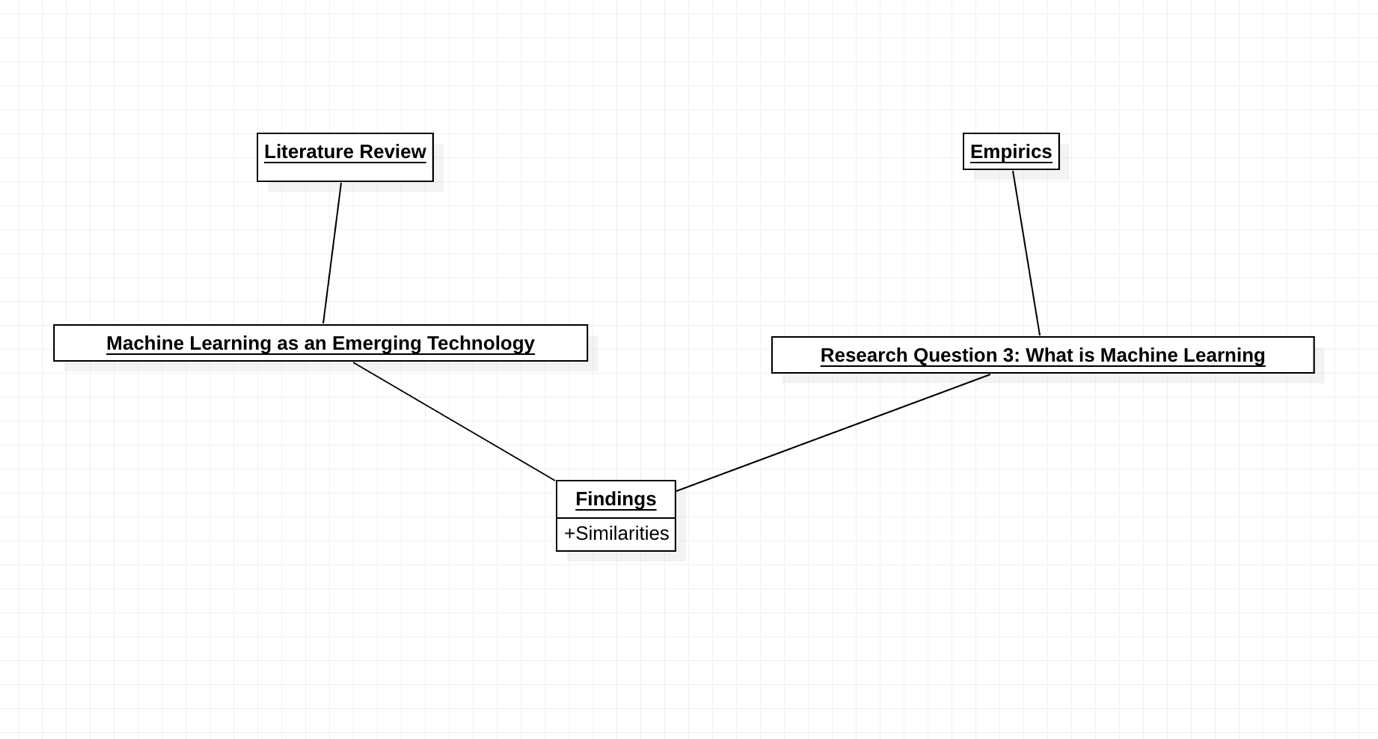 Literature Review
Empirics
Machine Learning as an Emerging Technology
Research Question 3: What is Machine Learning
Findings
+Similarities